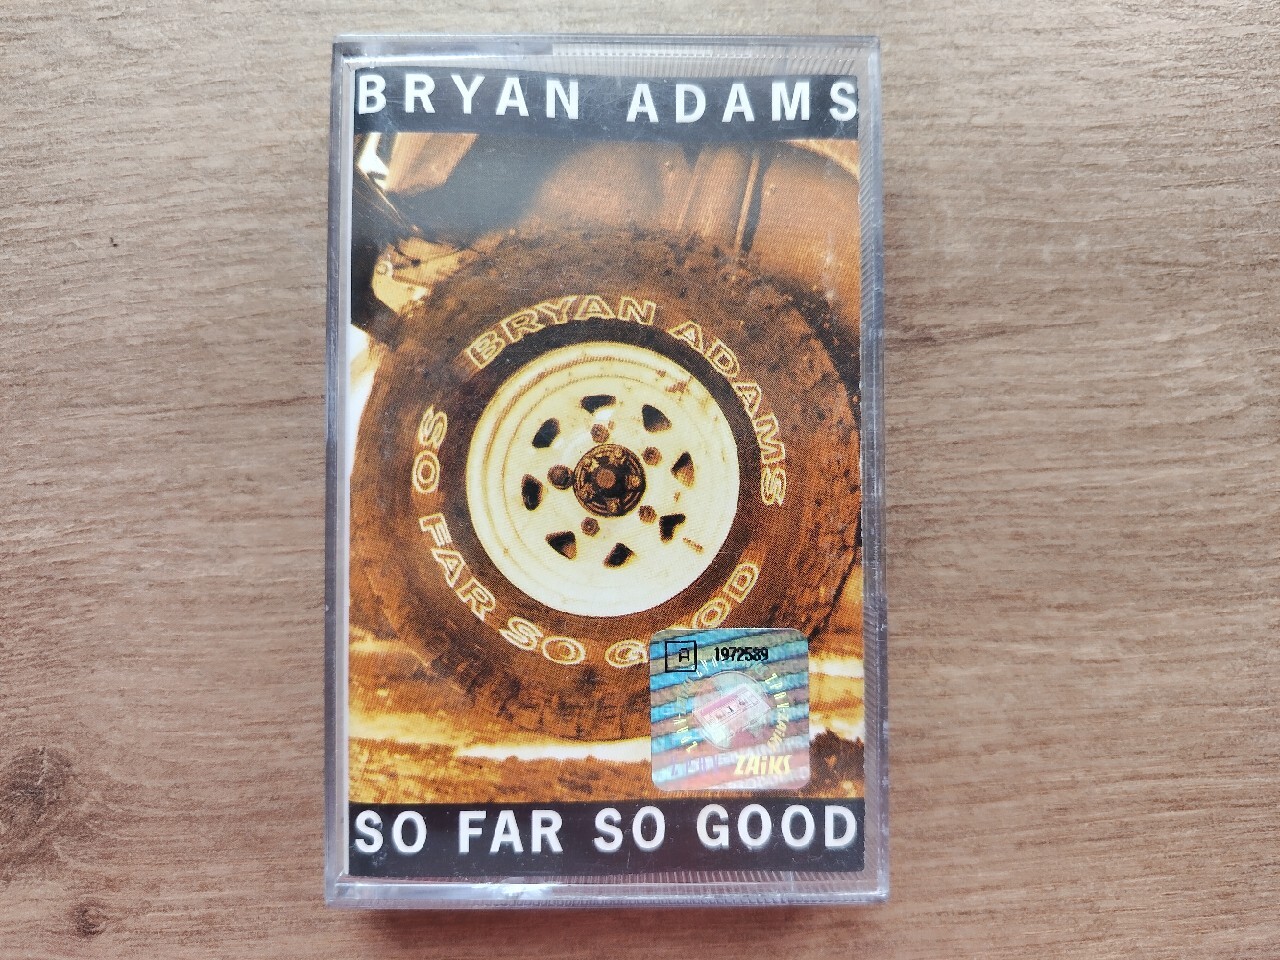 BRYAN ADAMS
BRYAN ADAMS
SO FAR SO GOOD
A 1972589
ZAiKS
SO FAR SO GOOD